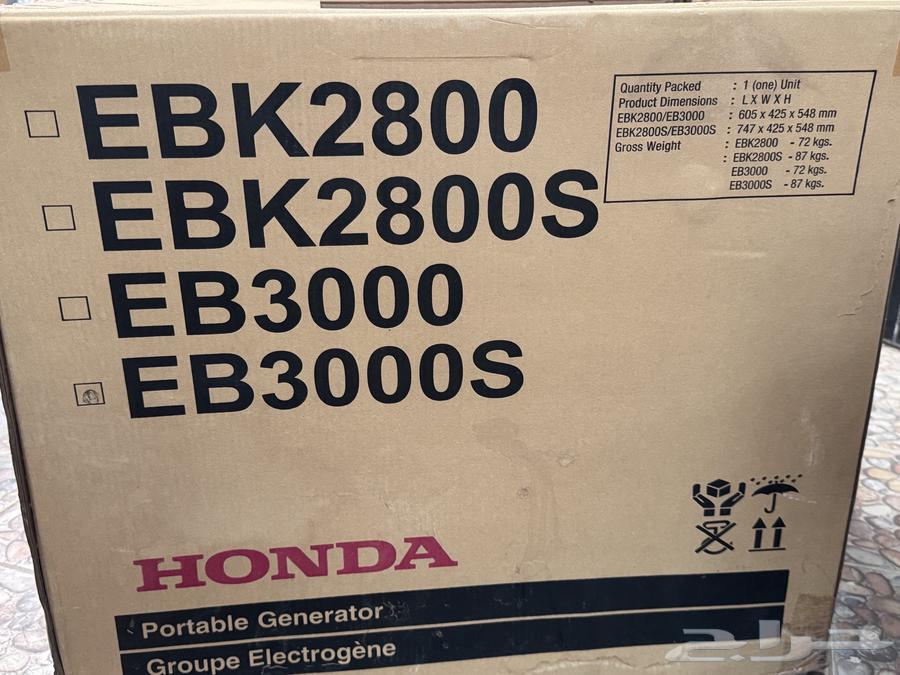 EBK2800
EBK2800S
EB3000
EB3000S
Quantity Packed : 1 (one) Unit
Product Dimensions : L X W X H
EBK2800/EB3000 : 605 x 425 x 548 mm
EBK2800S/EB3000S : 747 x 425 x 548 mm
Gross Weight : EBK2800 - 72 kgs.
: EBK2800S - 87 kgs.
EB3000 - 72 kgs.
EB3000S - 87 kgs.
HONDA
Portable Generator
Groupe Electrogène
حراج